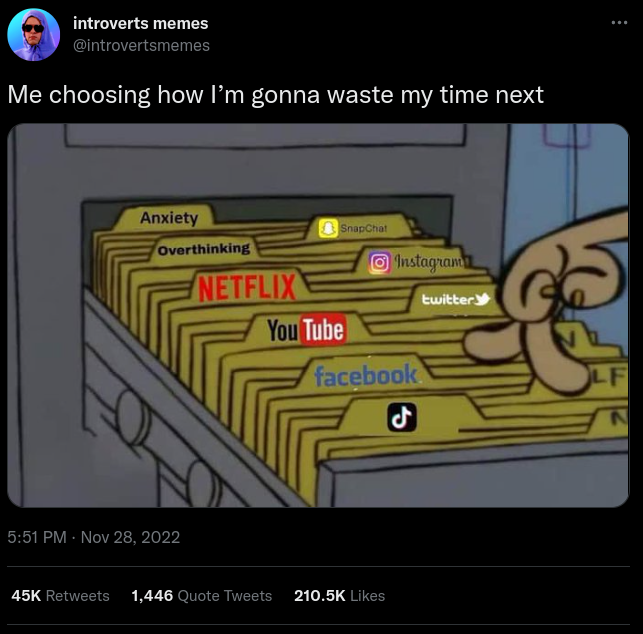 introverts memes
@introvertsmemes
Me choosing how I’m gonna waste my time next
Anxiety
SnapChat
Overthinking
Instagram
NETFLIX
twitter
YouTube
facebook
LF
N
5:51 PM · Nov 28, 2022
45K Retweets 1,446 Quote Tweets 210.5K Likes